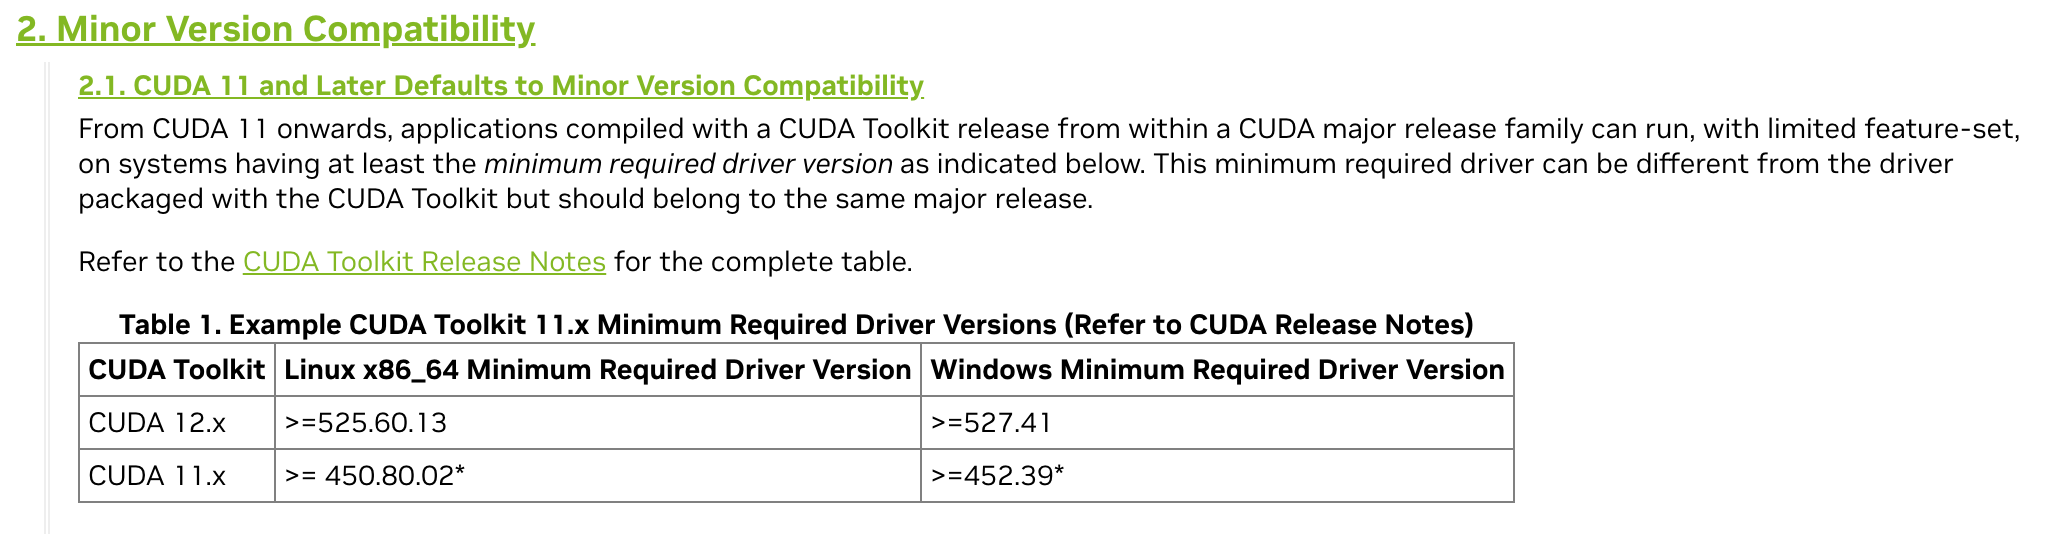 2. Minor Version Compatibility
2.1. CUDA 11 and Later Defaults to Minor Version Compatibility
From CUDA 11 onwards, applications compiled with a CUDA Toolkit release from within a CUDA major release family can run, with limited feature-set,
on systems having at least the minimum required driver version as indicated below. This minimum required driver can be different from the driver
packaged with the CUDA Toolkit but should belong to the same major release.
Refer to the CUDA Toolkit Release Notes for the complete table.
Table 1. Example CUDA Toolkit 11.x Minimum Required Driver Versions (Refer to CUDA Release Notes)
CUDA Toolkit Linux x86_64 Minimum Required Driver Version Windows Minimum Required Driver Version
CUDA 12.x >=525.60.13 >=527.41
CUDA 11.x >= 450.80.02* >=452.39*